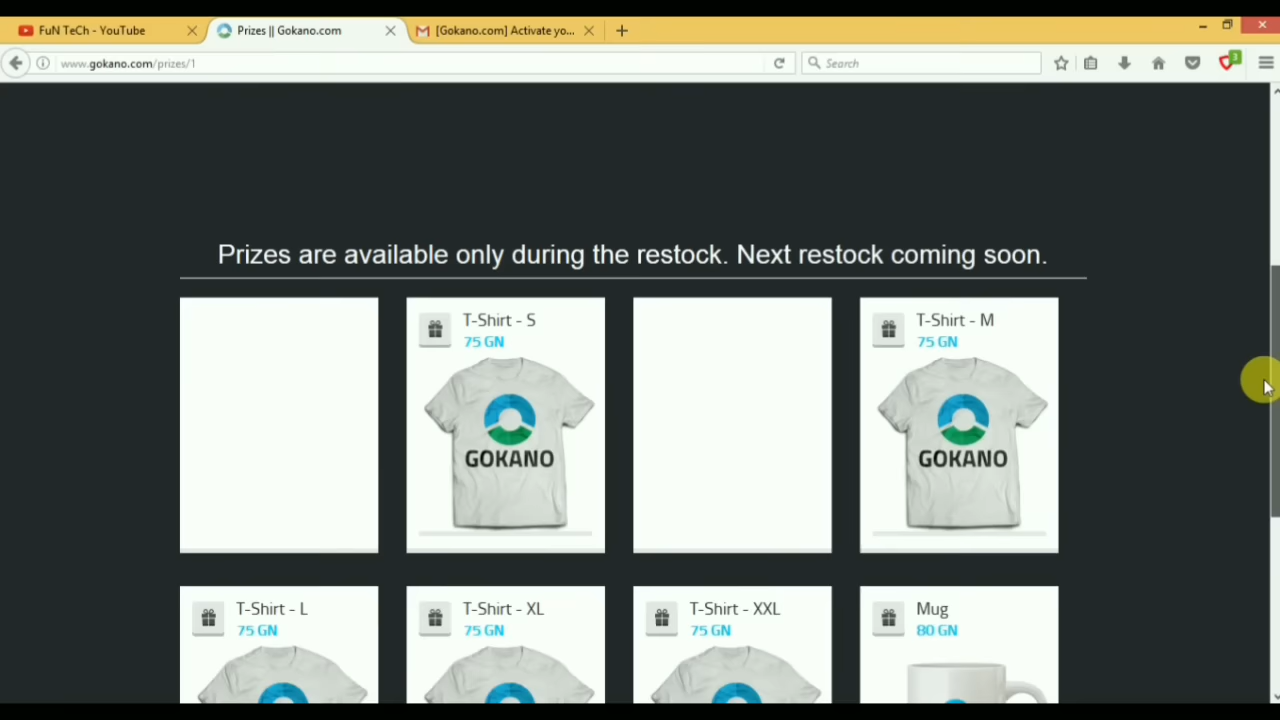 FuN TeCh - YouTube
Prizes || Gokano.com
[Gokano.com] Activate yo...
www.gokano.com/prizes/1
Search
3
Prizes are available only during the restock. Next restock coming soon.
T-Shirt - S
75 GN
GOKANO
T-Shirt - M
75 GN
GOKANO
T-Shirt - L
75 GN
T-Shirt - XL
75 GN
T-Shirt - XXL
75 GN
Mug
80 GN